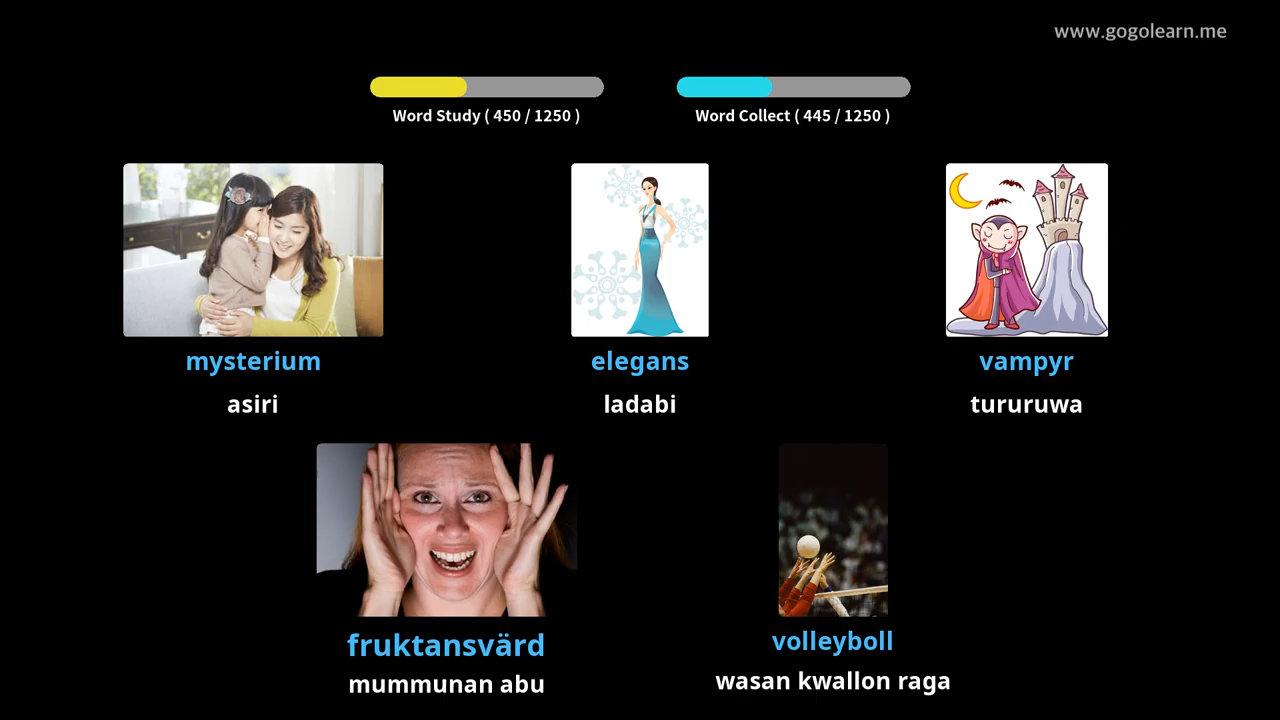 www.gogolearn.me
Word Study ( 450 / 1250 )
Word Collect ( 445 / 1250 )
mysterium
asiri
elegans
ladabi
vampyr
tururuwa
fruktansvärd
mummunan abu
volleyboll
wasan kwallon raga